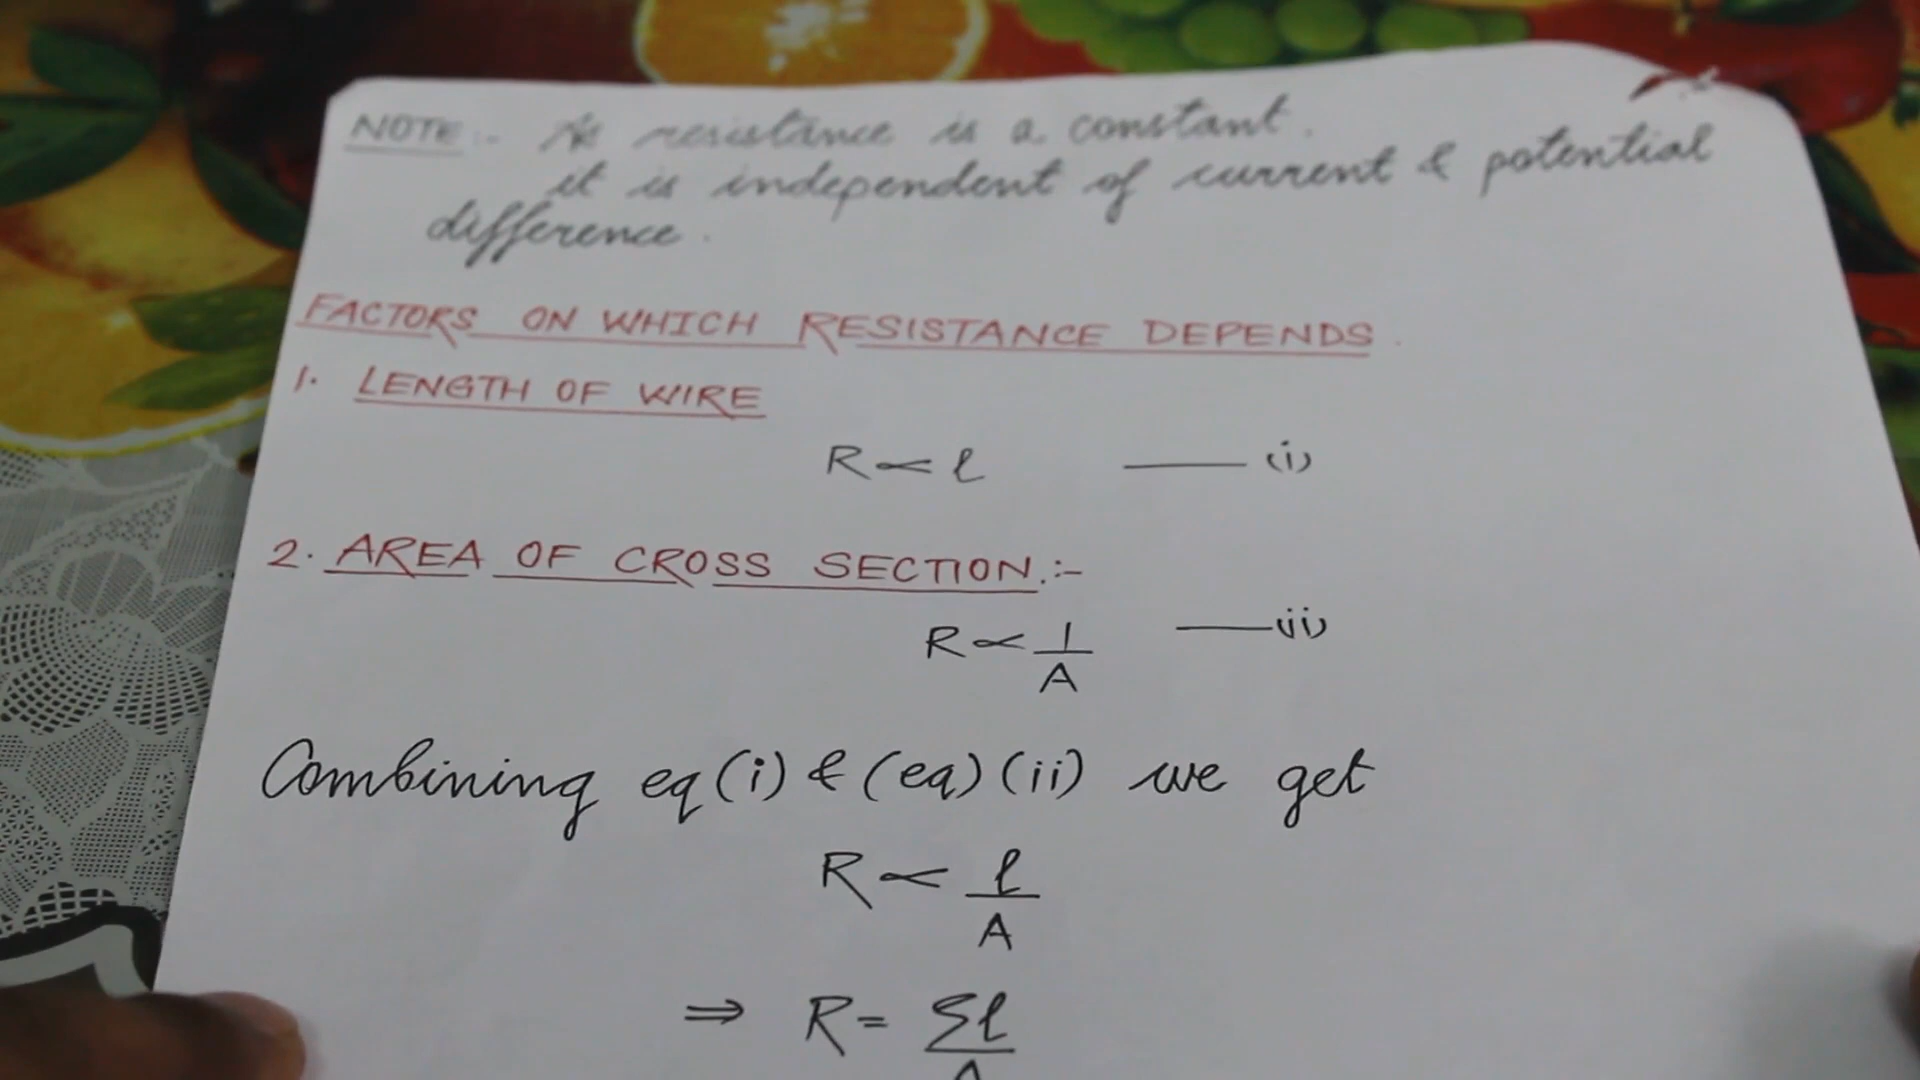 NOTE:- As resistance is a constant.
it is independent of current & potential
difference.
FACTORS ON WHICH RESISTANCE DEPENDS.
1. LENGTH OF WIRE
R ∝ l —— (i)
2. AREA OF CROSS SECTION.:-
R ∝ 1/A —— (ii)
Combining eq (i) & (eq) (ii) we get
R ∝ l/A
⇒ R = Σl/A